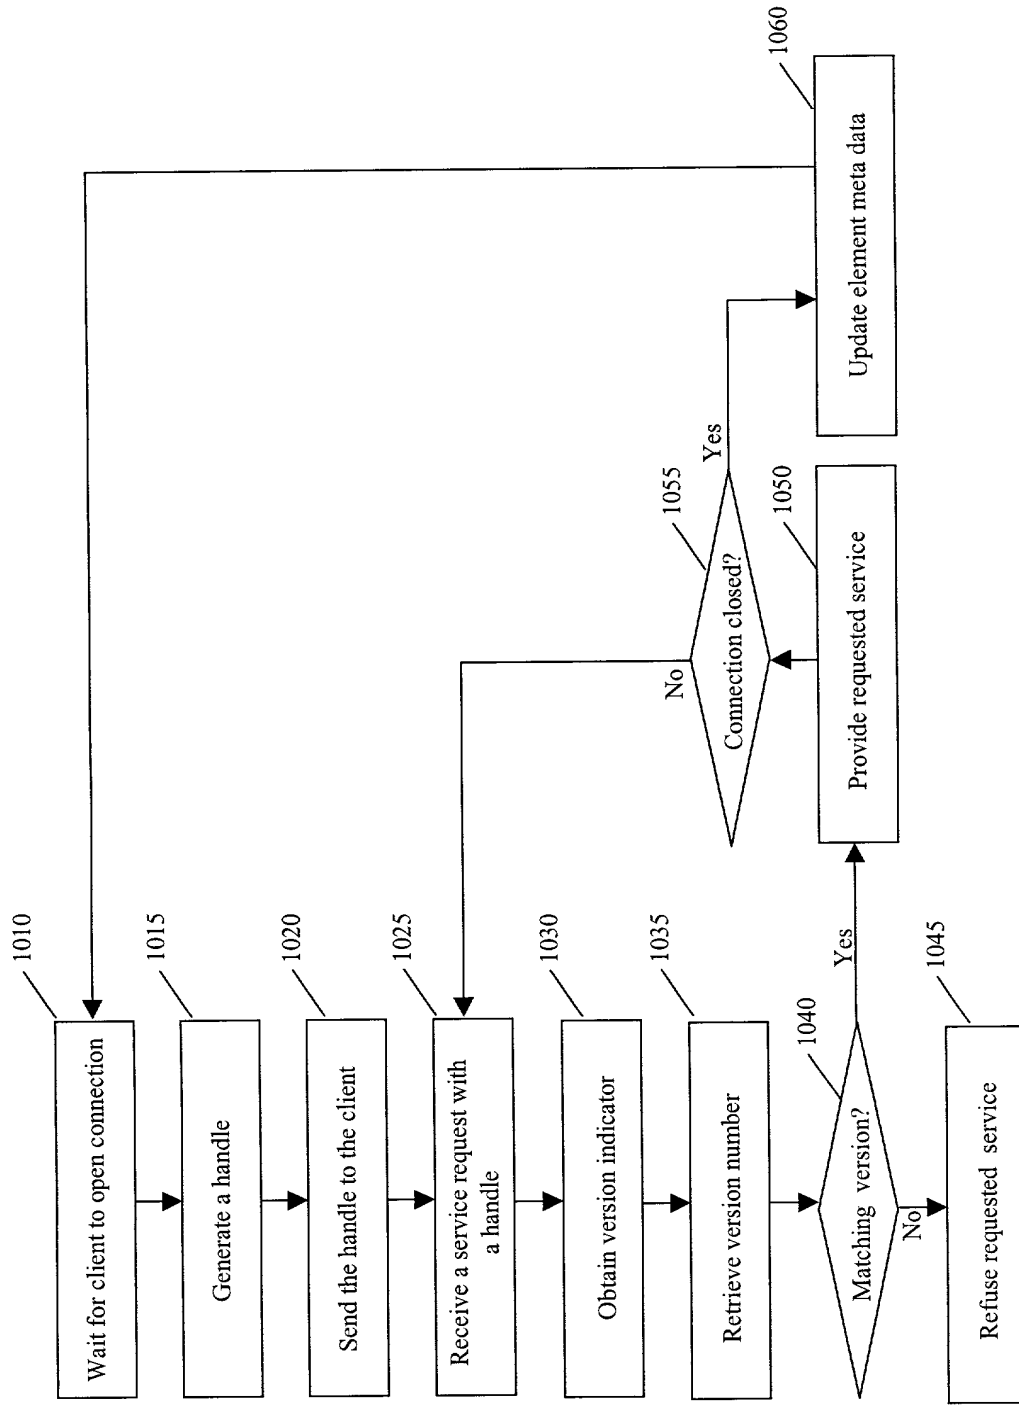 1010
Wait for client to open connection
1015
Generate a handle
1020
Send the handle to the client
1025
Receive a service request with
a handle
1030
Obtain version indicator
1035
Retrieve version number
1040
Matching version?
Yes
No
1045
Refuse requested service
1050
Provide requested service
1055
Connection closed?
No
Yes
1060
Update element meta data